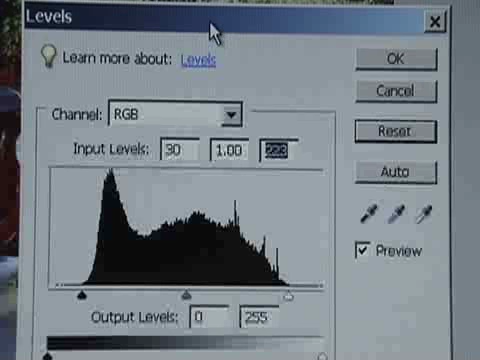 Levels
Learn more about: Levels
OK
Cancel
Channel: RGB
Reset
Input Levels: 30 1.00 223
Auto
Preview
Output Levels: 0 255